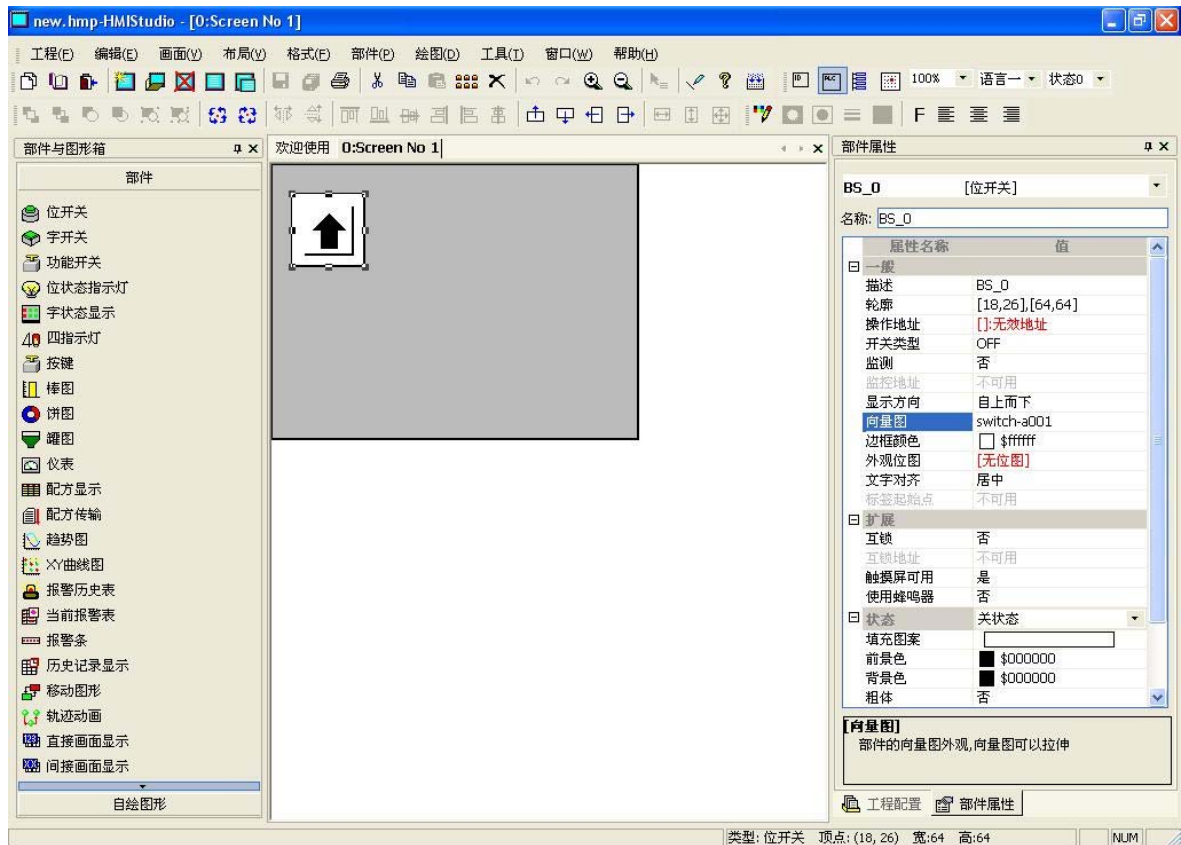 new.hmp-HMIStudio - [0:Screen No 1]
工程(F) 编辑(E) 画面(V) 布局(V) 格式(F) 部件(P) 绘图(D) 工具(T) 窗口(W) 帮助(H)
100% 语言一 状态0
部件与图形箱
欢迎使用 0:Screen No 1
部件属性
部件
位开关
字开关
功能开关
位状态指示灯
字状态显示
四指示灯
按键
棒图
饼图
罐图
仪表
配方显示
配方传输
趋势图
XY曲线图
报警历史表
当前报警表
报警条
历史记录显示
移动图形
轨迹动画
直接画面显示
间接画面显示
自绘图形
BS_0 [位开关]
名称: BS_0
属性名称 值
一般
描述 BS_0
轮廓 [18,26],[64,64]
操作地址 []:无效地址
开关类型 OFF
监测 否
监控地址 不可用
显示方向 自上而下
向量图 switch-a001
边框颜色 $ffffff
外观位图 [无位图]
文字对齐 居中
标签起始点 不可用
扩展
互锁 否
互锁地址 不可用
触摸屏可用 是
使用蜂鸣器 否
状态 关状态
填充图案
前景色 $000000
背景色 $000000
粗体 否
[向量图]
部件的向量图外观,向量图可以拉伸
工程配置 部件属性
类型: 位开关 顶点: (18, 26) 宽:64 高:64 NUM